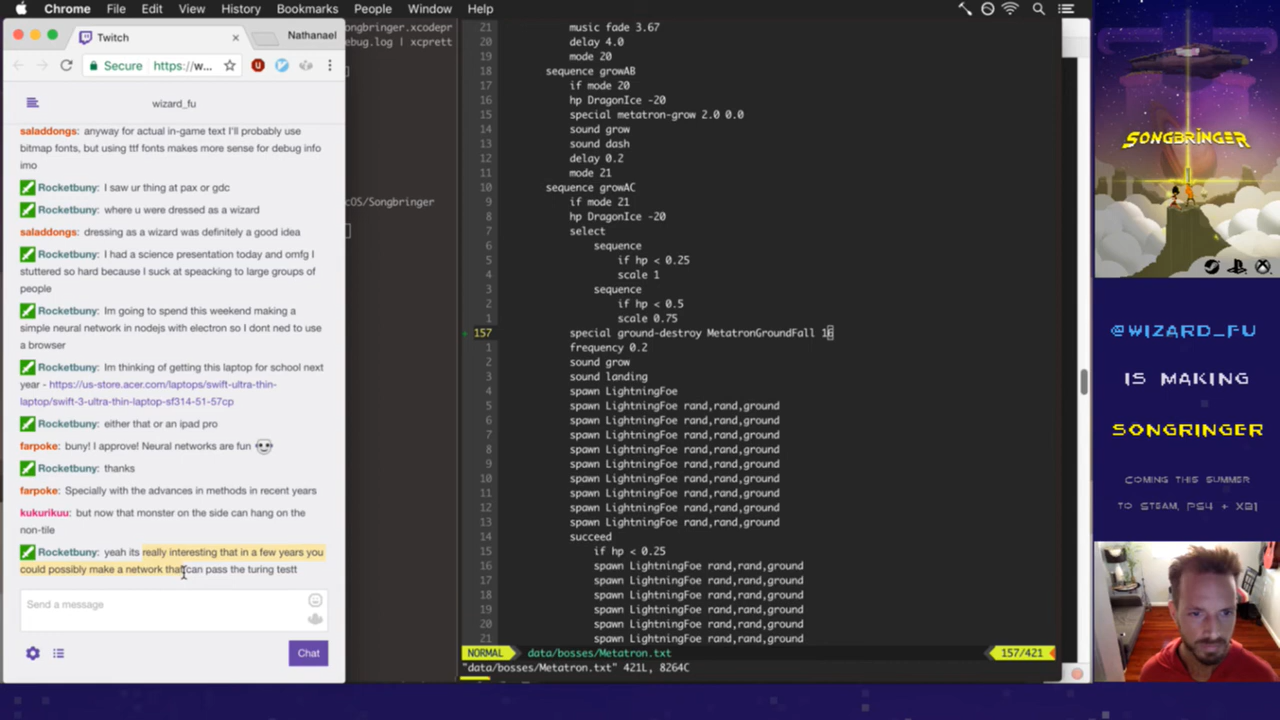 Chrome File Edit View History Bookmarks People Window Help
Twitch
Nathanael
Secure https://w...
wizard_fu
saladdongs: anyway for actual in-game text I'll probably use
bitmap fonts, but using ttf fonts makes more sense for debug info
imo
Rocketbuny: I saw ur thing at pax or gdc
Rocketbuny: where u were dressed as a wizard
saladdongs: dressing as a wizard was definitely a good idea
Rocketbuny: I had a science presentation today and omfg I
stuttered so hard because I suck at speacking to large groups of
people
Rocketbuny: Im going to spend this weekend making a
simple neural network in nodejs with electron so I dont ned to use
a browser
Rocketbuny: Im thinking of getting this laptop for school
next year - https://us-store.acer.com/laptops/swift-ultra-thin-
laptop/swift-3-ultra-thin-laptop-sf314-51-57cp
Rocketbuny: either that or an ipad pro
farpoke: buny! I approve! Neural networks are fun
Rocketbuny: thanks
farpoke: Specially with the advances in methods in recent years
kukurikuu: but now that monster on the side can hang on the
non-tile
Rocketbuny: yeah its really interesting that in a few years you
could possibly make a network that can pass the turing testt
Send a message
Chat
ongbringer.xcodepr
ebug.log | xcprett
]
cOS/Songbringer
]
21 music fade 3.67
20 delay 4.0
19 mode 20
18 sequence growAB
17 if mode 20
16 hp DragonIce -20
15 special metatron-grow 2.0 0.0
14 sound grow
13 sound dash
12 delay 0.2
11 mode 21
10 sequence growAC
9 if mode 21
8 hp DragonIce -20
7 select
6 sequence
5 if hp < 0.25
4 scale 1
3 sequence
2 if hp < 0.5
1 scale 0.75
+ 157 special ground-destroy MetatronGroundFall 16
1 frequency 0.2
2 sound grow
3 sound landing
4 spawn LightningFoe
5 spawn LightningFoe rand,rand,ground
6 spawn LightningFoe rand,rand,ground
7 spawn LightningFoe rand,rand,ground
8 spawn LightningFoe rand,rand,ground
9 spawn LightningFoe rand,rand,ground
10 spawn LightningFoe rand,rand,ground
11 spawn LightningFoe rand,rand,ground
12 spawn LightningFoe rand,rand,ground
13 spawn LightningFoe rand,rand,ground
14 succeed
15 if hp < 0.25
16 spawn LightningFoe rand,rand,ground
17 spawn LightningFoe rand,rand,ground
18 spawn LightningFoe rand,rand,ground
19 spawn LightningFoe rand,rand,ground
20 spawn LightningFoe rand,rand,ground
21 spawn LightningFoe rand,rand,ground
NORMAL data/bosses/Metatron.txt 157/421
"data/bosses/Metatron.txt" 421L, 8264C
SONGBRINGER
@WIZARD_FU
IS MAKING
SONGRINGER
COMING THIS SUMMER
TO STEAM, PS4 + XB1